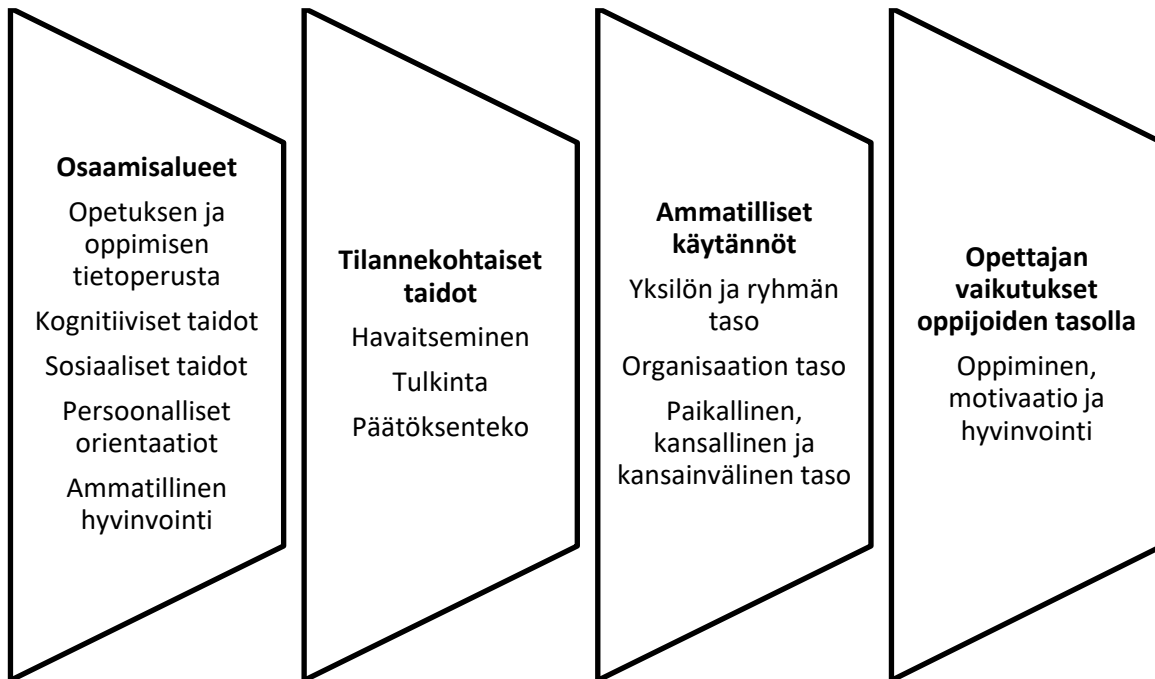 Osaamisalueet
Opetuksen ja
oppimisen
tietoperusta
Kognitiiviset taidot
Sosiaaliset taidot
Persoonalliset
orientaatiot
Ammatillinen
hyvinvointi
Tilannekohtaiset
taidot
Havaitseminen
Tulkinta
Päätöksenteko
Ammatilliset
käytännöt
Yksilön ja ryhmän
taso
Organisaation taso
Paikallinen,
kansallinen ja
kansainvälinen taso
Opettajan
vaikutukset
oppijoiden tasolla
Oppiminen,
motivaatio ja
hyvinvointi